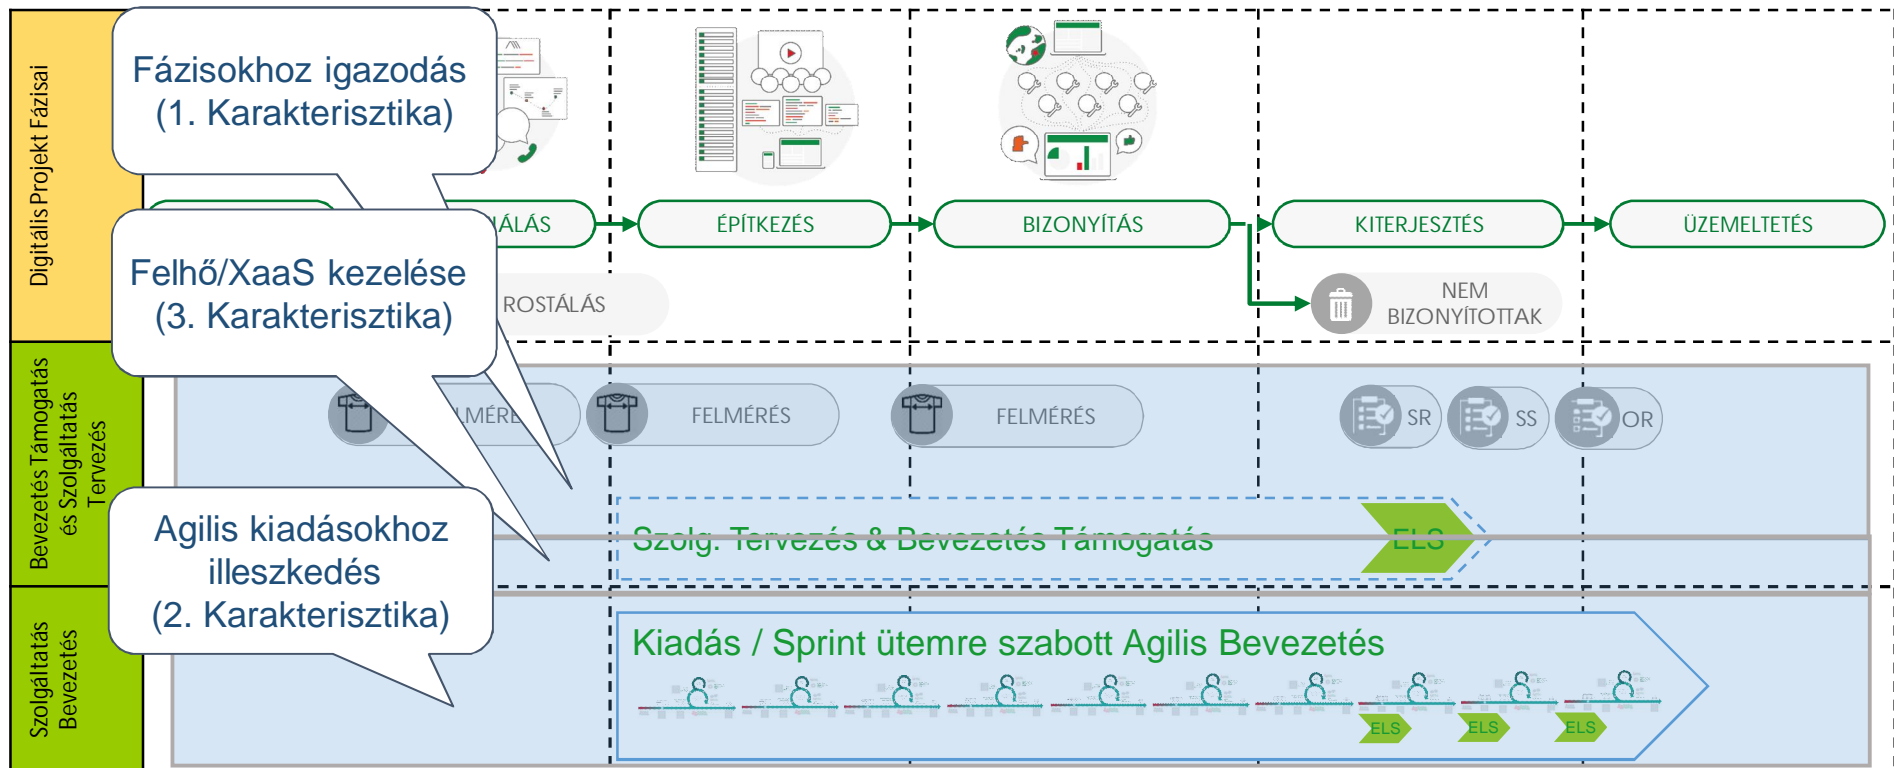 Digitális Projekt Fázisai
Fázisokhoz igazodás
(1. Karakterisztika)
ÁLÁS
ÉPÍTKEZÉS
BIZONYÍTÁS
KITERJESZTÉS
ÜZEMELTETÉS
Felhő/XaaS kezelése
(3. Karakterisztika)
ROSTÁLÁS
NEM
BIZONYÍTOTTAK
Bevezetés Támogatás
és Szolgáltatás
Tervezés
LMÉRÉ
FELMÉRÉS
FELMÉRÉS
SR
SS
OR
Agilis kiadásokhoz
illeszkedés
(2. Karakterisztika)
Szolg. Tervezés & Bevezetés Támogatás
ELS
Szolgáltatás
Bevezetés
Kiadás / Sprint ütemre szabott Agilis Bevezetés
ELS
ELS
ELS